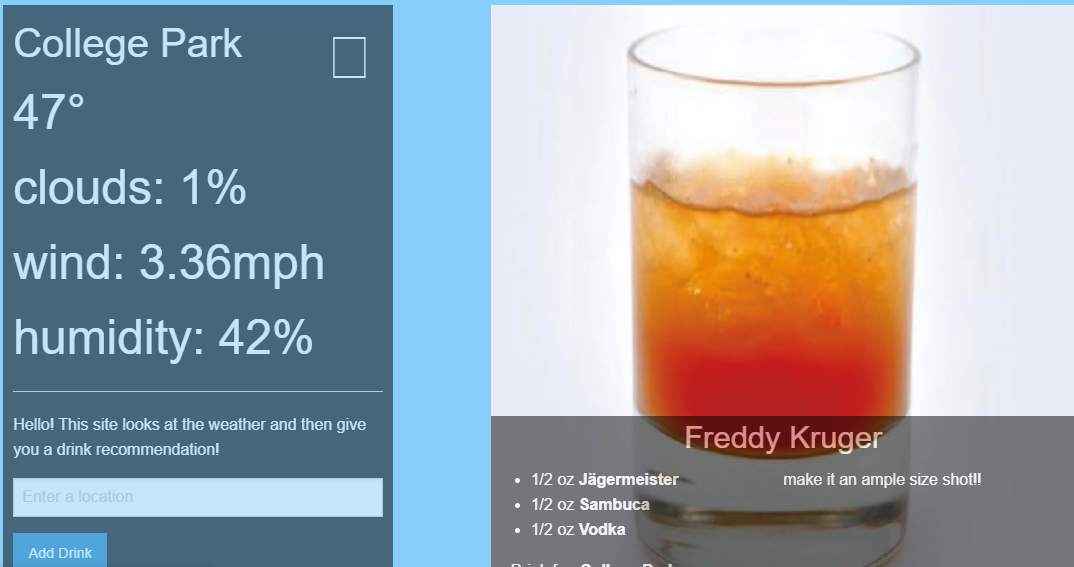 College Park
47°
clouds: 1%
wind: 3.36mph
humidity: 42%
Hello! This site looks at the weather and then give
you a drink recommendation!
Enter a location
Add Drink
Freddy Kruger
1/2 oz Jägermeister
1/2 oz Sambuca
1/2 oz Vodka
make it an ample size shot!!